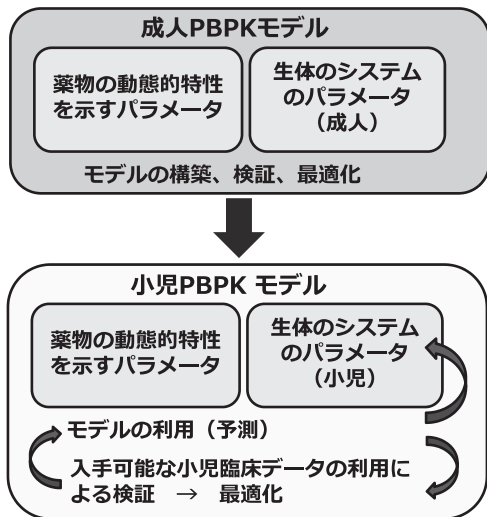 成人PBPKモデル
薬物の動態的特性
を示すパラメータ
生体のシステム
のパラメータ
（成人）
モデルの構築、検証、最適化
小児PBPK モデル
薬物の動態的特性
を示すパラメータ
生体のシステム
のパラメータ
（小児）
モデルの利用（予測）
入手可能な小児臨床データの利用に
よる検証　→　最適化